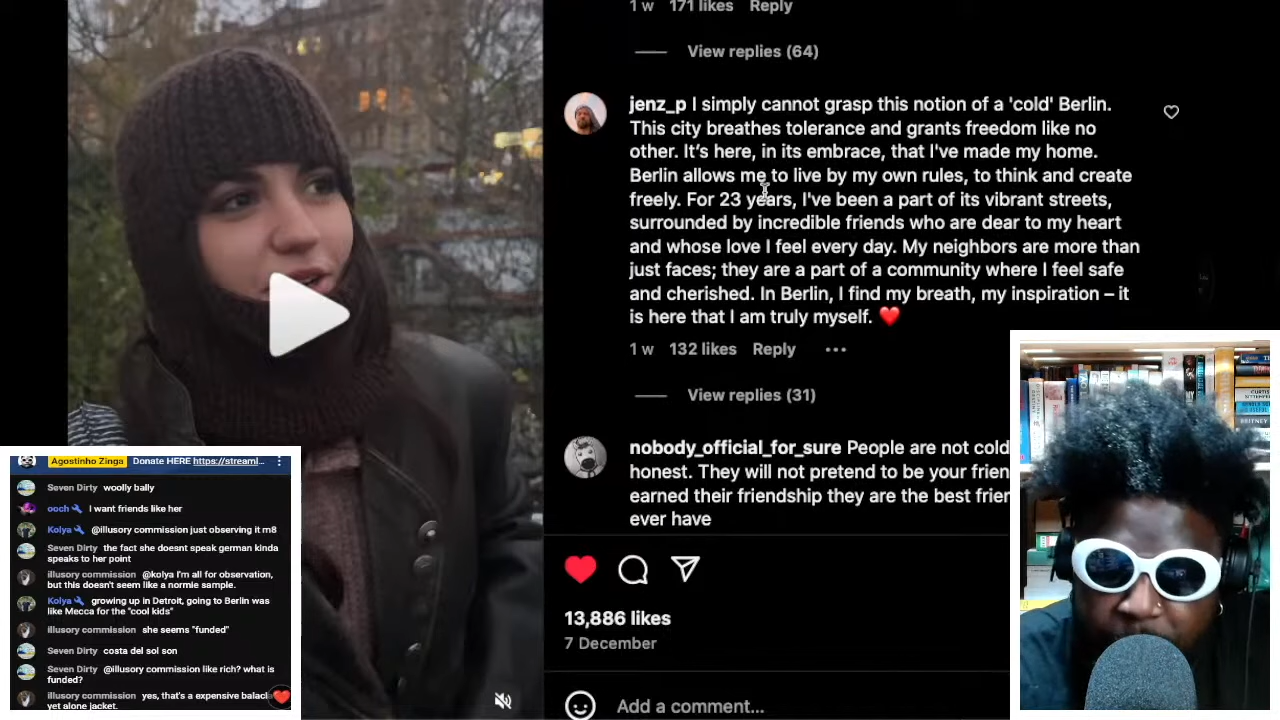 1 w 171 likes Reply
View replies (64)
jenz_p I simply cannot grasp this notion of a 'cold' Berlin.
This city breathes tolerance and grants freedom like no
other. It's here, in its embrace, that I've made my home.
Berlin allows me to live by my own rules, to think and create
freely. For 23 years, I've been a part of its vibrant streets,
surrounded by incredible friends who are dear to my heart
and whose love I feel every day. My neighbors are more than
just faces; they are a part of a community where I feel safe
and cherished. In Berlin, I find my breath, my inspiration – it
is here that I am truly myself. ❤️
1 w 132 likes Reply •••
View replies (31)
nobody_official_for_sure People are not cold
honest. They will not pretend to be your frien
earned their friendship they are the best frier
ever have
13,886 likes
7 December
Add a comment...
Agostinho Zinga Donate HERE https://streaml...
Seven Dirty woolly bally
ooch I want friends like her
Kolya @illusory commission just observing it m8
Seven Dirty the fact she doesnt speak german kinda
speaks to her point
illusory commission @kolya I'm all for observation,
but this doesn't seem like a normie sample.
Kolya growing up in Detroit, going to Berlin was
like Mecca for the "cool kids"
illusory commission she seems "funded"
Seven Dirty costa del sol son
Seven Dirty @illusory commission like rich? what is
funded?
illusory commission yes, that's a expensive balacl
yet alone jacket.